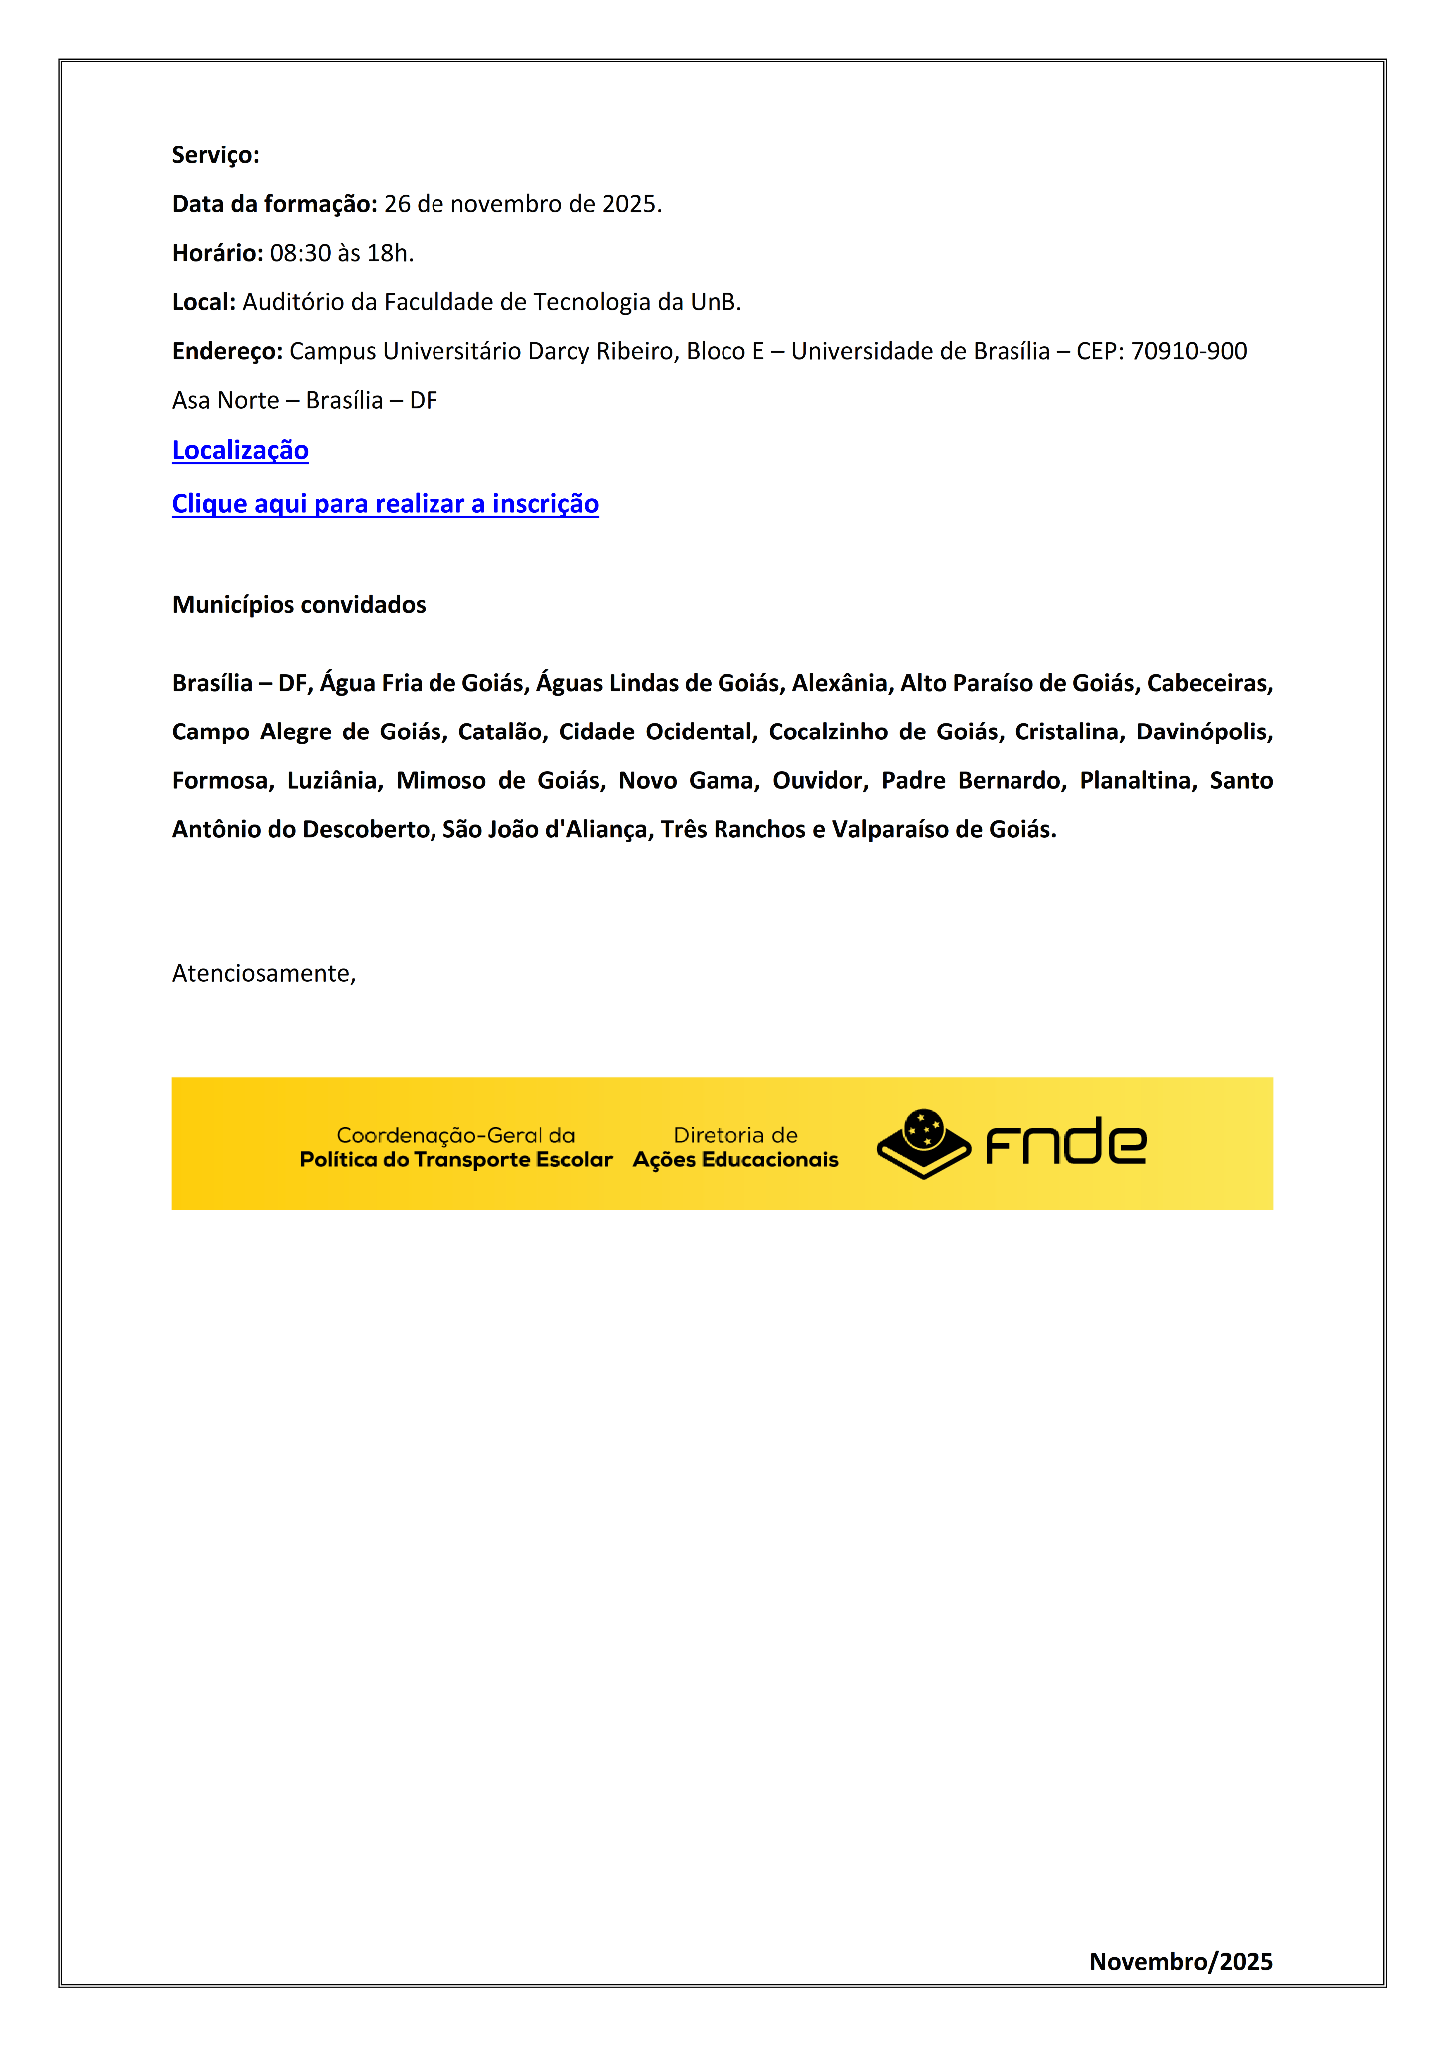 Serviço:
Data da formação: 26 de novembro de 2025.
Horário: 08:30 às 18h.
Local: Auditório da Faculdade de Tecnologia da UnB.
Endereço: Campus Universitário Darcy Ribeiro, Bloco E – Universidade de Brasília – CEP: 70910-900
Asa Norte – Brasília – DF
Localização
Clique aqui para realizar a inscrição
Municípios convidados
Brasília – DF, Água Fria de Goiás, Águas Lindas de Goiás, Alexânia, Alto Paraíso de Goiás, Cabeceiras,
Campo Alegre de Goiás, Catalão, Cidade Ocidental, Cocalzinho de Goiás, Cristalina, Davinópolis,
Formosa, Luziânia, Mimoso de Goiás, Novo Gama, Ouvidor, Padre Bernardo, Planaltina, Santo
Antônio do Descoberto, São João d'Aliança, Três Ranchos e Valparaíso de Goiás.
Atenciosamente,
Coordenação-Geral da
Política do Transporte Escolar
Diretoria de
Ações Educacionais
fnde
Novembro/2025